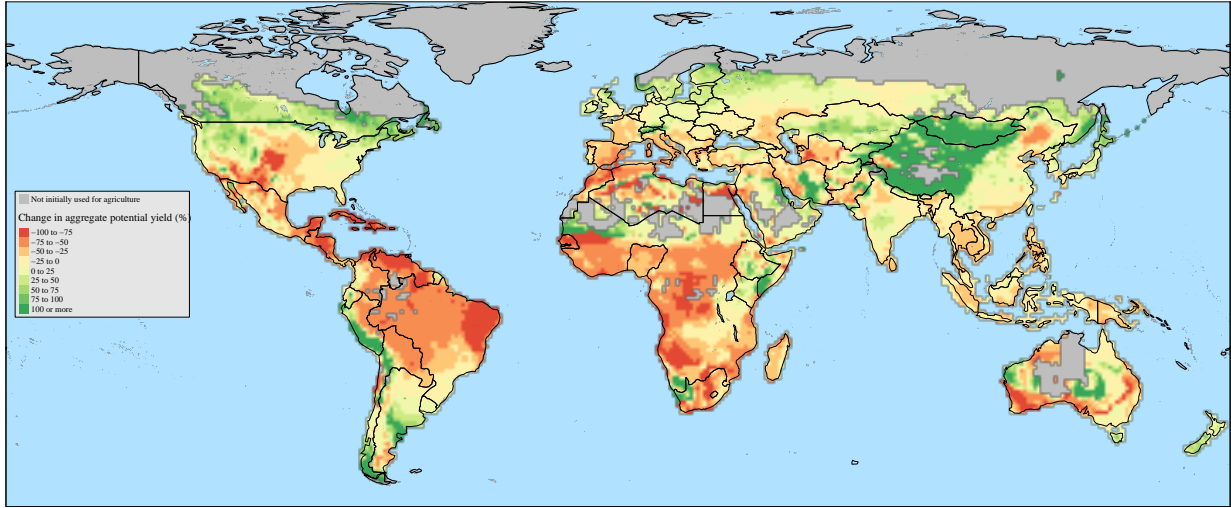 Not initially used for agriculture
Change in aggregate potential yield (%)
−100 to −75
−75 to −50
−50 to −25
−25 to 0
0 to 25
25 to 50
50 to 75
75 to 100
100 or more